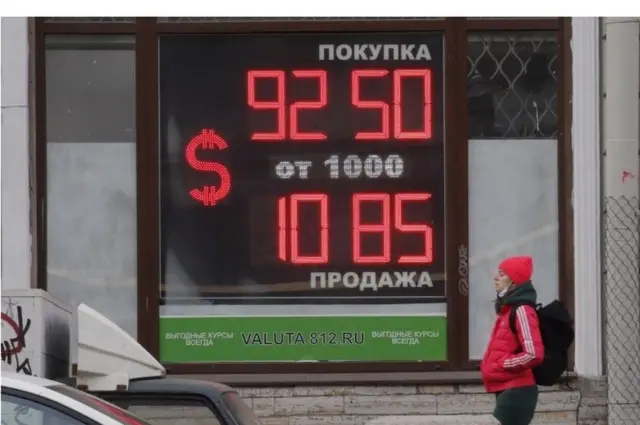 ПОКУПКА
92 50
$
от 1000
10 85
ПРОДАЖА
ВЫГОДНЫЕ КУРСЫ ВСЕГДА
VALUTA 812.RU
ВЫГОДНЫЕ КУРСЫ ВСЕГДА